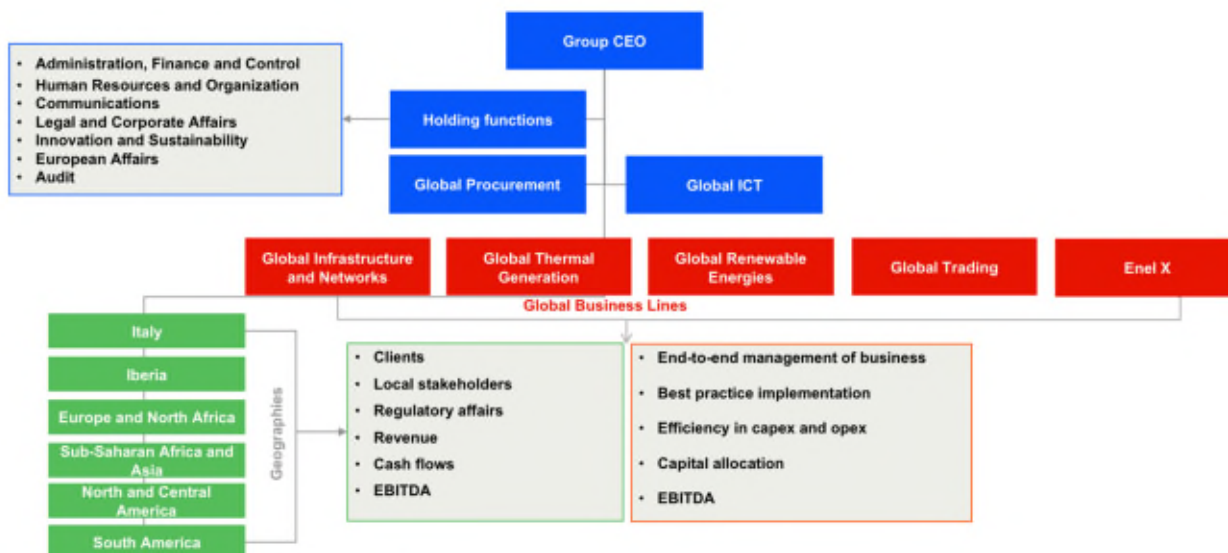 Group CEO
• Administration, Finance and Control
• Human Resources and Organization
• Communications
• Legal and Corporate Affairs
• Innovation and Sustainability
• European Affairs
• Audit
Holding functions
Global Procurement
Global ICT
Global Infrastructure
and Networks
Global Thermal
Generation
Global Renewable
Energies
Global Trading
Enel X
Global Business Lines
Italy
Iberia
Europe and North Africa
Sub-Saharan Africa and
Asia
North and Central
America
South America
Geographies
• Clients
• Local stakeholders
• Regulatory affairs
• Revenue
• Cash flows
• EBITDA
• End-to-end management of business
• Best practice implementation
• Efficiency in capex and opex
• Capital allocation
• EBITDA